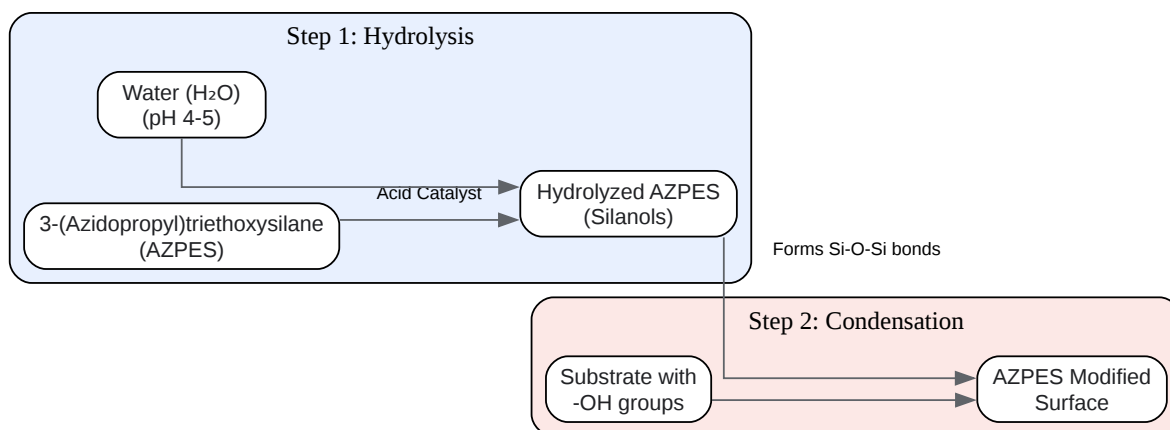 Step 1: Hydrolysis
Water (H₂O)
(pH 4-5)
Acid Catalyst
Hydrolyzed AZPES
(Silanols)
3-(Azidopropyl)triethoxysilane
(AZPES)
Forms Si-O-Si bonds
Step 2: Condensation
Substrate with
-OH groups
AZPES Modified
Surface